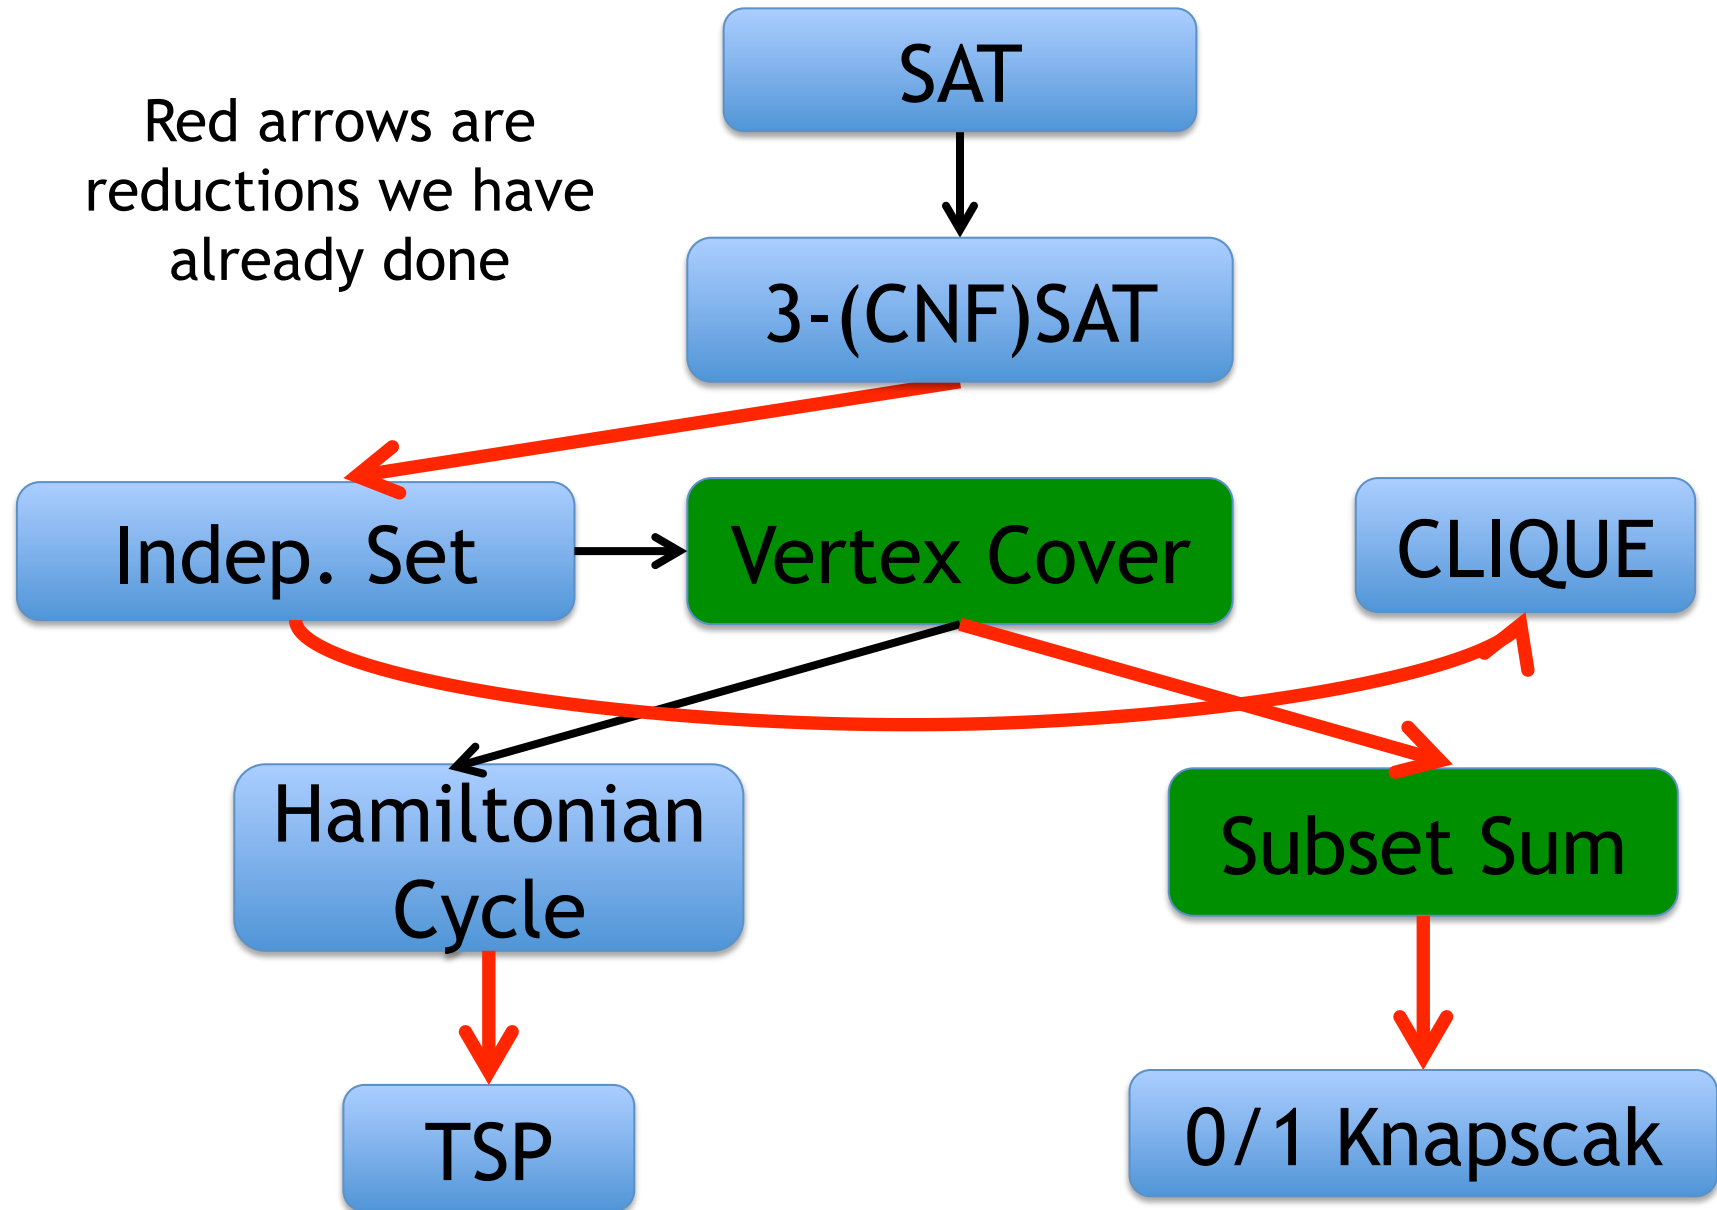 SAT
Red arrows are
reductions we have
already done
3-(CNF)SAT
Indep. Set
Vertex Cover
CLIQUE
Hamiltonian
Cycle
Subset Sum
TSP
0/1 Knapscak